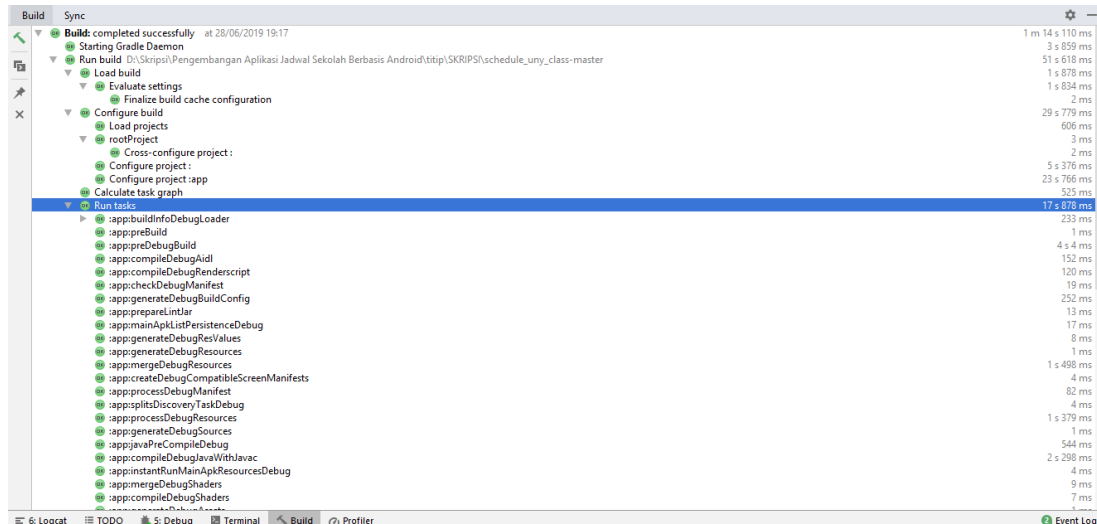 Build Sync
Build: completed successfully at 28/06/2019 19:17 1 m 14 s 110 ms
Starting Gradle Daemon 3 s 859 ms
Run build D:\Skripsi\Pengembangan Aplikasi Jadwal Sekolah Berbasis Android\titip\SKRIPSI\schedule_uny_class-master 51 s 618 ms
Load build 1 s 878 ms
Evaluate settings 1 s 834 ms
Finalize build cache configuration 2 ms
Configure build 29 s 779 ms
Load projects 606 ms
rootProject 3 ms
Cross-configure project : 2 ms
Configure project : 5 s 376 ms
Configure project :app 23 s 766 ms
Calculate task graph 525 ms
Run tasks 17 s 878 ms
:app:buildInfoDebugLoader 233 ms
:app:preBuild 1 ms
:app:preDebugBuild 4 s 4 ms
:app:compileDebugAidl 152 ms
:app:compileDebugRenderscript 120 ms
:app:checkDebugManifest 19 ms
:app:generateDebugBuildConfig 252 ms
:app:prepareLintJar 13 ms
:app:mainApkListPersistenceDebug 17 ms
:app:generateDebugResValues 8 ms
:app:generateDebugResources 1 ms
:app:mergeDebugResources 1 s 498 ms
:app:createDebugCompatibleScreenManifests 4 ms
:app:processDebugManifest 82 ms
:app:splitsDiscoveryTaskDebug 4 ms
:app:processDebugResources 1 s 379 ms
:app:generateDebugSources 1 ms
:app:javaPreCompileDebug 544 ms
:app:compileDebugJavaWithJavac 2 s 298 ms
:app:instantRunMainApkResourcesDebug 4 ms
:app:mergeDebugShaders 9 ms
:app:compileDebugShaders 7 ms
6: Logcat TODO 5: Debug Terminal Build Profiler 2 Event Log